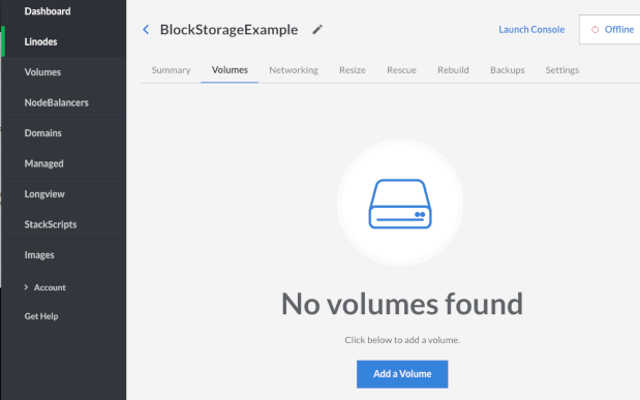 Dashboard
Linodes
Volumes
NodeBalancers
Domains
Managed
Longview
StackScripts
Images
Account
Get Help
BlockStorageExample
Launch Console
Offline
Summary Volumes Networking Resize Rescue Rebuild Backups Settings
No volumes found
Click below to add a volume.
Add a Volume